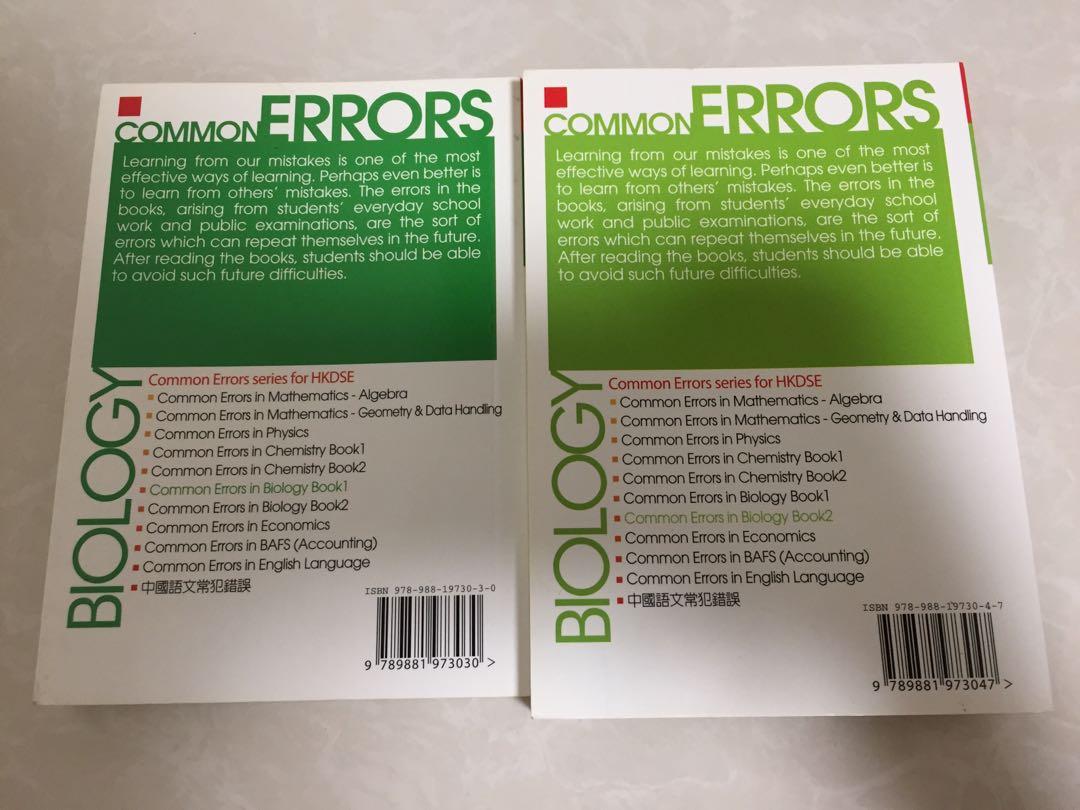 COMMON ERRORS
Learning from our mistakes is one of the most
effective ways of learning. Perhaps even better is
to learn from others' mistakes. The errors in the
books, arising from students' everyday school
work and public examinations, are the sort of
errors which can repeat themselves in the future.
After reading the books, students should be able
to avoid such future difficulties.
BIOLOGY
Common Errors series for HKDSE
Common Errors in Mathematics - Algebra
Common Errors in Mathematics - Geometry & Data Handling
Common Errors in Physics
Common Errors in Chemistry Book1
Common Errors in Chemistry Book2
Common Errors in Biology Book1
Common Errors in Biology Book2
Common Errors in Economics
Common Errors in BAFS (Accounting)
Common Errors in English Language
中國語文常犯錯誤
ISBN 978-988-19730-3-0
9 789881 973030 >
COMMON ERRORS
Learning from our mistakes is one of the most
effective ways of learning. Perhaps even better is
to learn from others' mistakes. The errors in the
books, arising from students' everyday school
work and public examinations, are the sort of
errors which can repeat themselves in the future.
After reading the books, students should be able
to avoid such future difficulties.
BIOLOGY
Common Errors series for HKDSE
Common Errors in Mathematics - Algebra
Common Errors in Mathematics - Geometry & Data Handling
Common Errors in Physics
Common Errors in Chemistry Book1
Common Errors in Chemistry Book2
Common Errors in Biology Book1
Common Errors in Biology Book2
Common Errors in Economics
Common Errors in BAFS (Accounting)
Common Errors in English Language
中國語文常犯錯誤
ISBN 978-988-19730-4-7
9 789881 973047 >